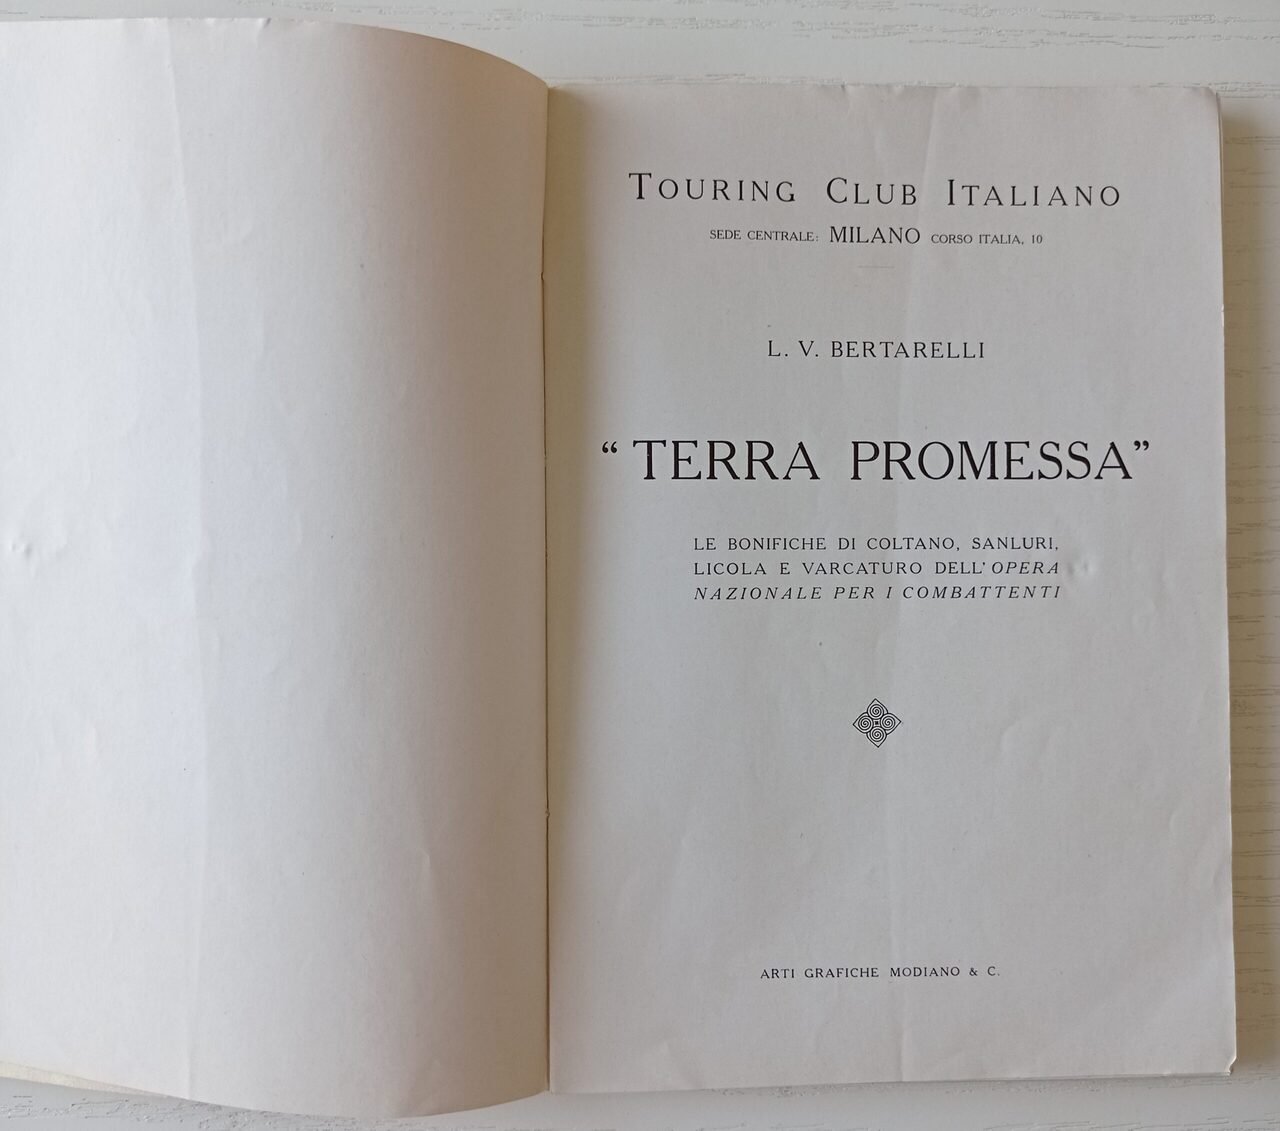 TOURING CLUB ITALIANO
SEDE CENTRALE: MILANO CORSO ITALIA, 10
L. V. BERTARELLI
“TERRA PROMESSA”
LE BONIFICHE DI COLTANO, SANLURI,
LICOLA E VARCATURO DELL'OPERA
NAZIONALE PER I COMBATTENTI
ARTI GRAFICHE MODIANO & C.